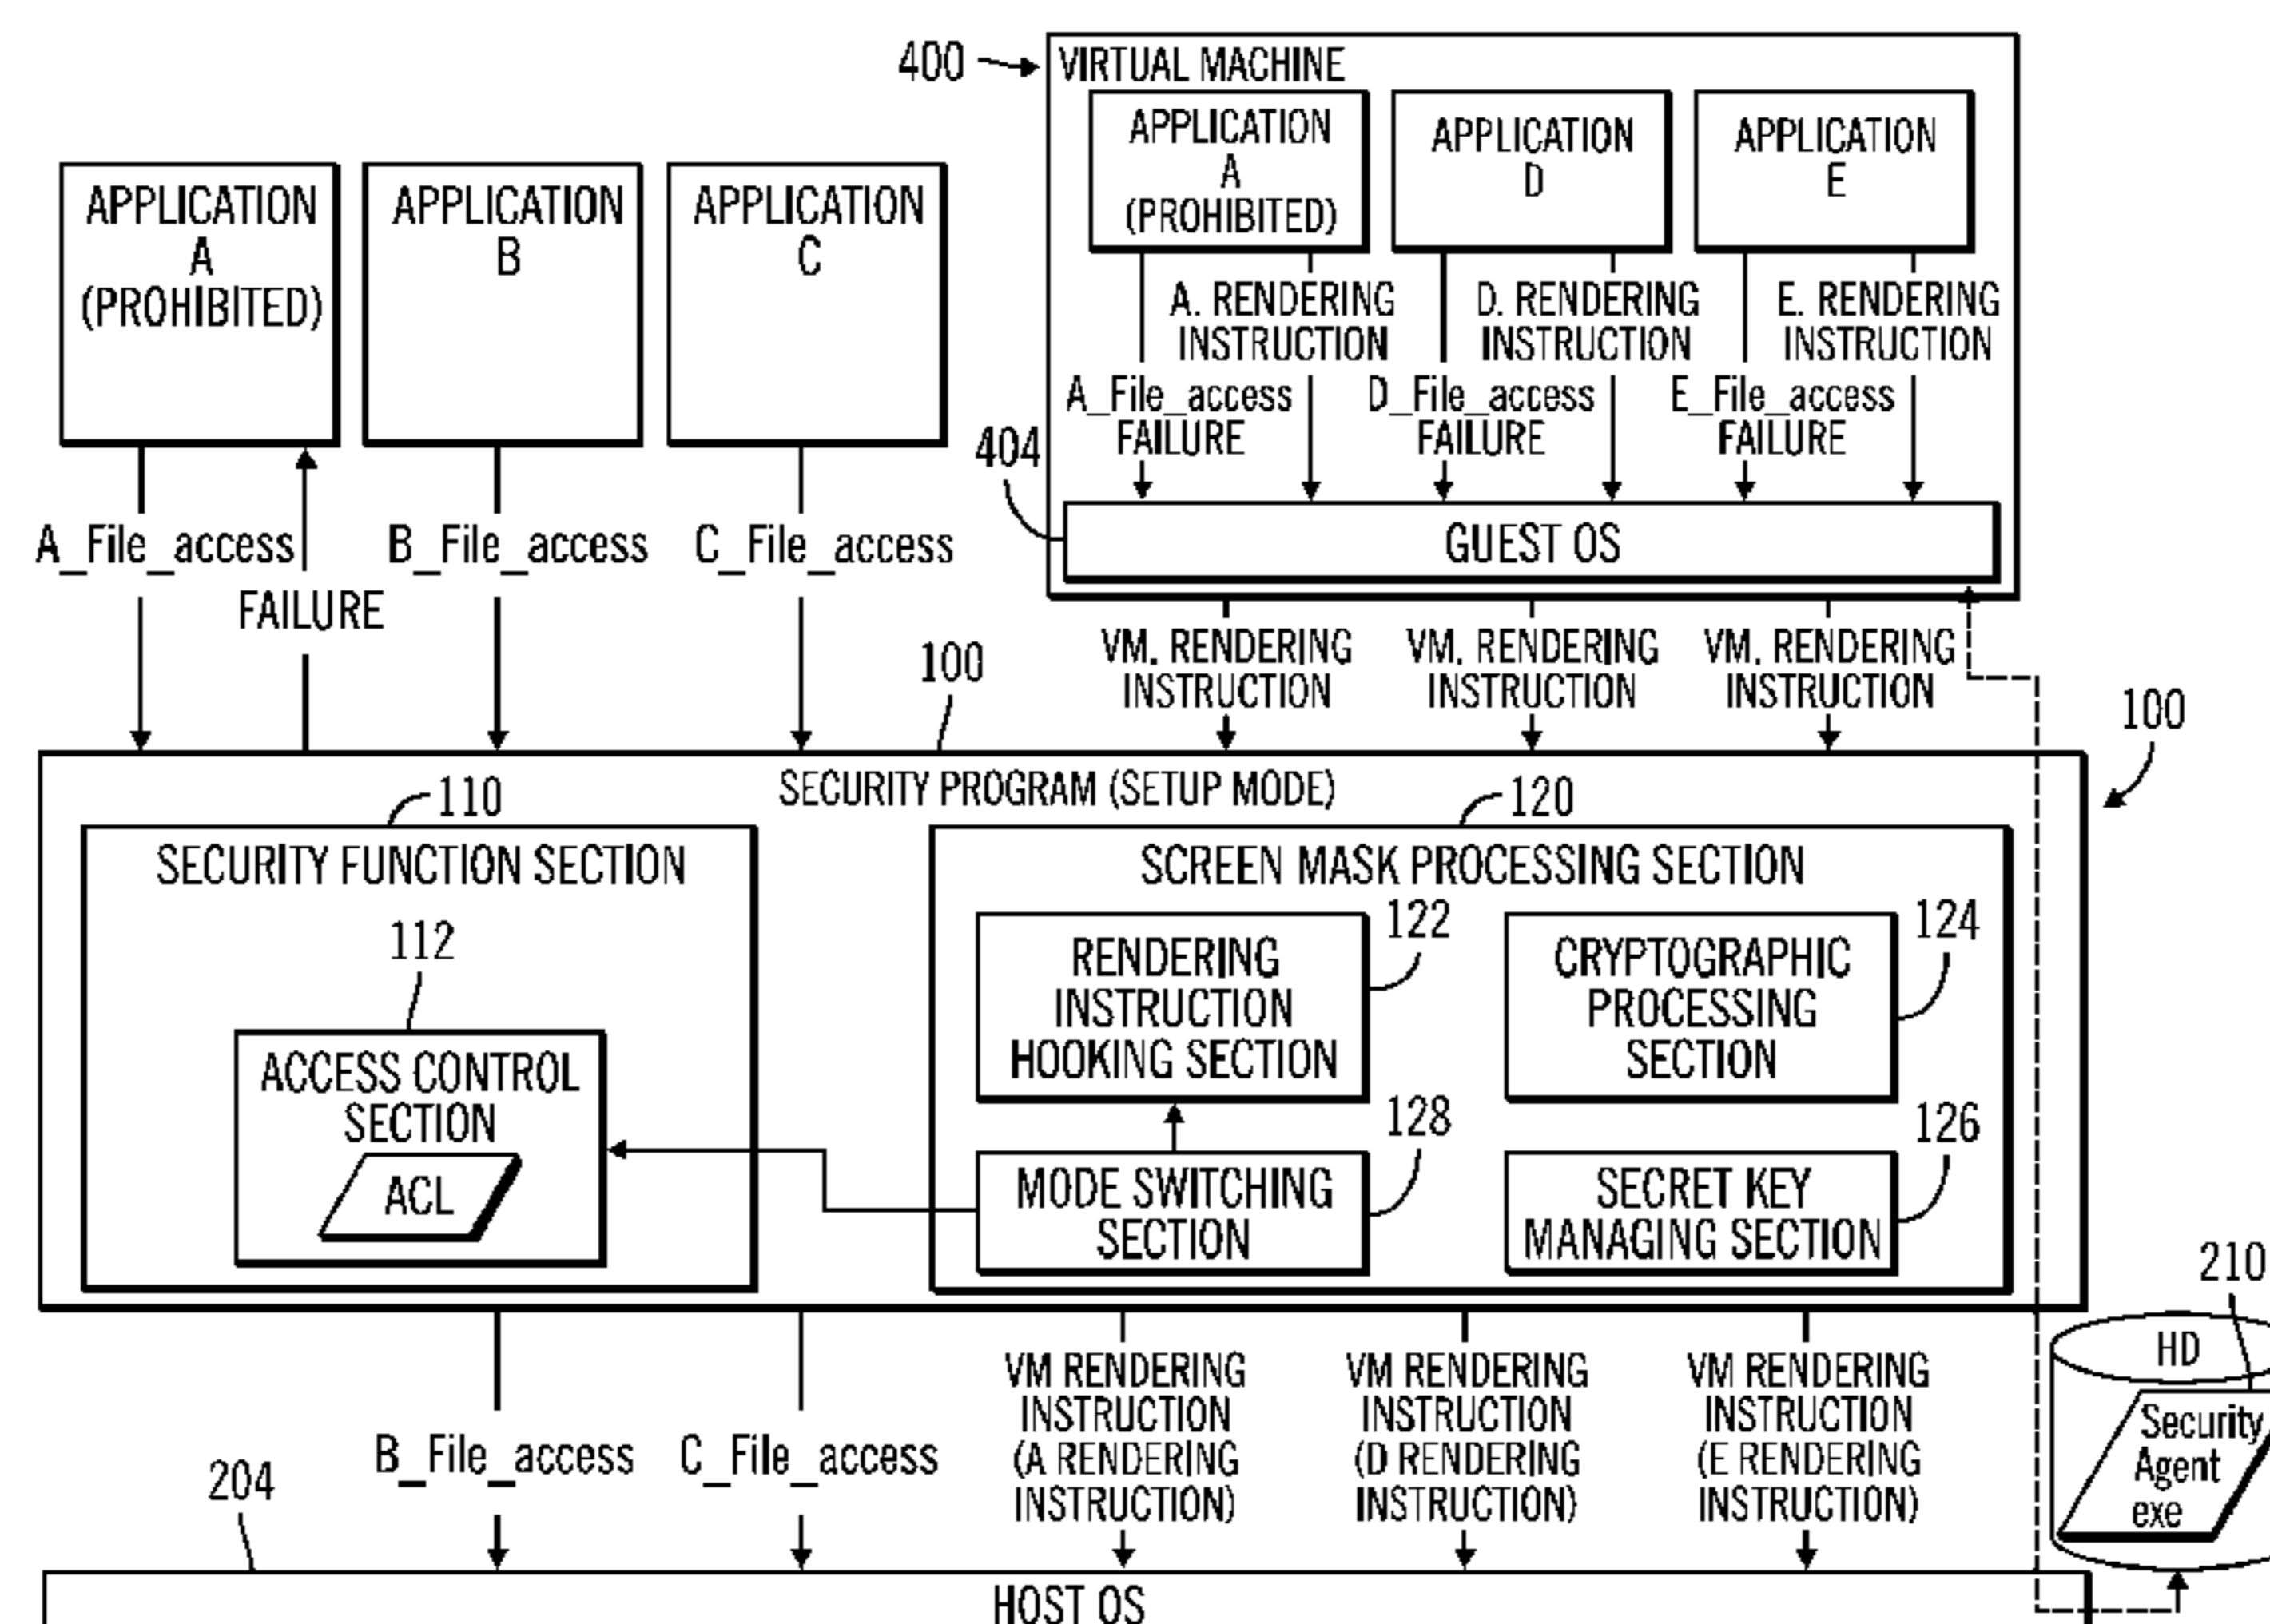 400
VIRTUAL MACHINE
APPLICATION
A
(PROHIBITED)
APPLICATION
D
APPLICATION
E
APPLICATION
A
(PROHIBITED)
APPLICATION
B
APPLICATION
C
A. RENDERING
INSTRUCTION
D. RENDERING
INSTRUCTION
E. RENDERING
INSTRUCTION
A_File_access
FAILURE
D_File_access
FAILURE
E_File_access
FAILURE
404
GUEST OS
A_File_access
FAILURE
B_File_access
C_File_access
VM. RENDERING
INSTRUCTION
VM. RENDERING
INSTRUCTION
VM. RENDERING
INSTRUCTION
100
100
SECURITY PROGRAM (SETUP MODE)
110
SECURITY FUNCTION SECTION
112
ACCESS CONTROL
SECTION
ACL
120
SCREEN MASK PROCESSING SECTION
RENDERING
INSTRUCTION
HOOKING SECTION
122
CRYPTOGRAPHIC
PROCESSING
SECTION
124
MODE SWITCHING
SECTION
128
SECRET KEY
MANAGING SECTION
126
210
HD
Security
Agent
exe
B_File_access
C_File_access
VM RENDERING
INSTRUCTION
(A RENDERING
INSTRUCTION)
VM RENDERING
INSTRUCTION
(D RENDERING
INSTRUCTION)
VM RENDERING
INSTRUCTION
(E RENDERING
INSTRUCTION)
204
HOST OS